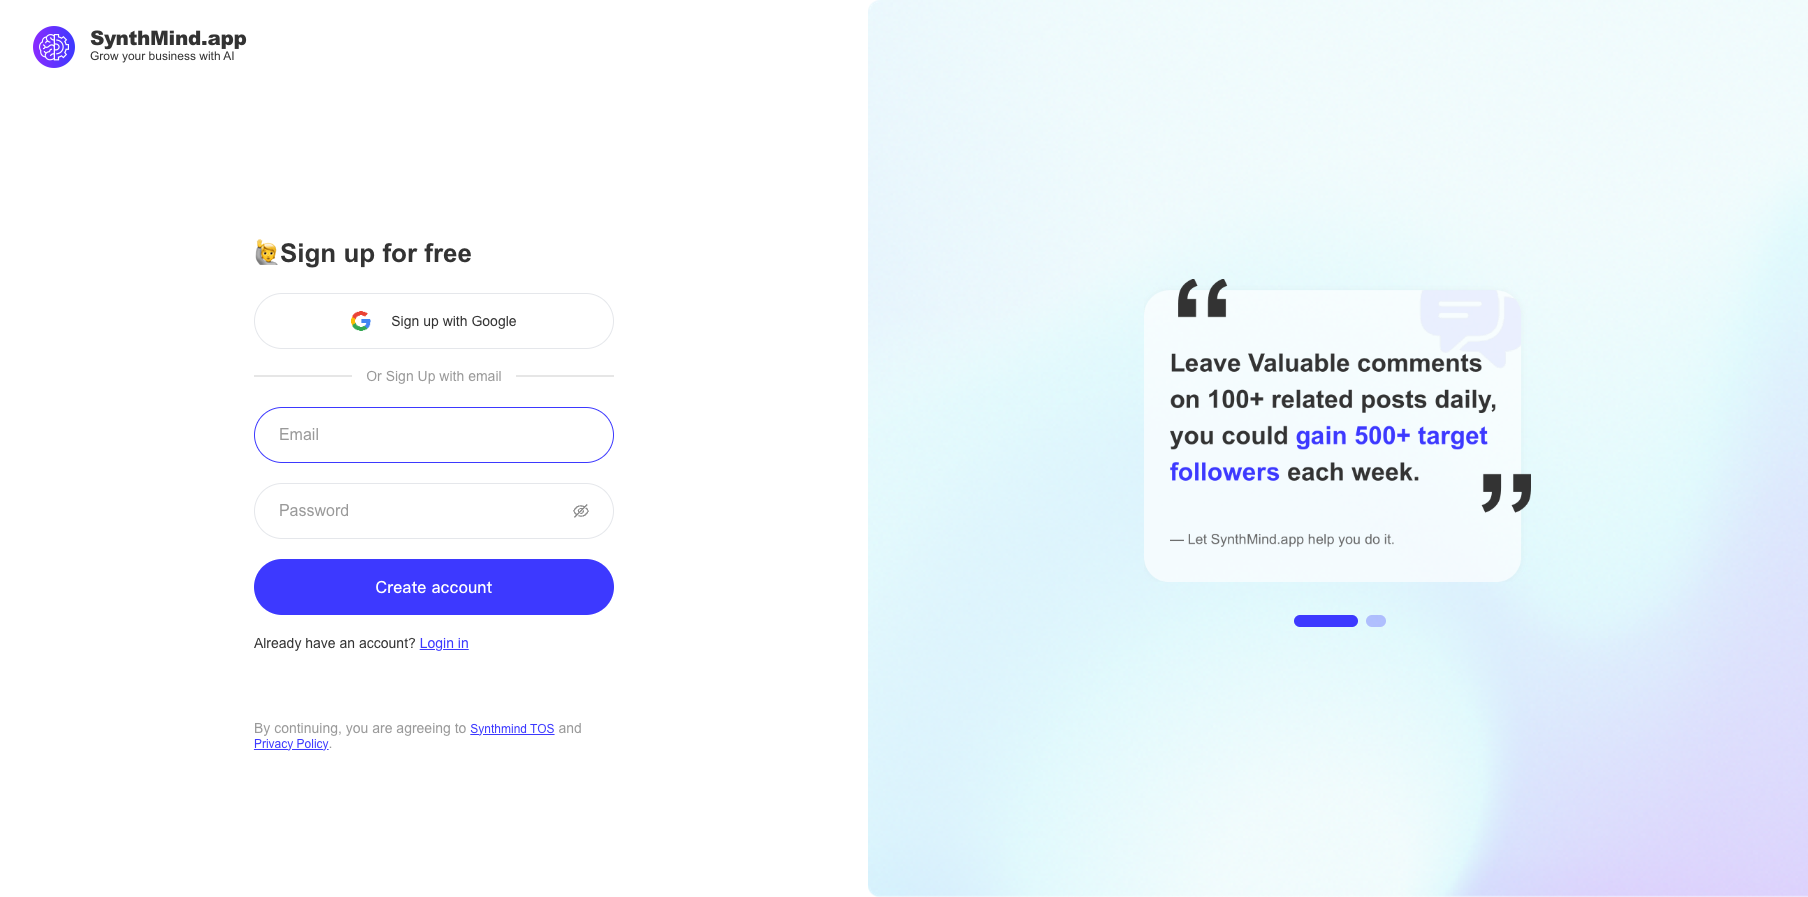 SynthMind.app
Grow your business with AI
🙋Sign up for free
Sign up with Google
Or Sign Up with email
Email
Password
Create account
Already have an account? Login in
By continuing, you are agreeing to Synthmind TOS and
Privacy Policy.
“
Leave Valuable comments
on 100+ related posts daily,
you could gain 500+ target
followers each week.
”
— Let SynthMind.app help you do it.